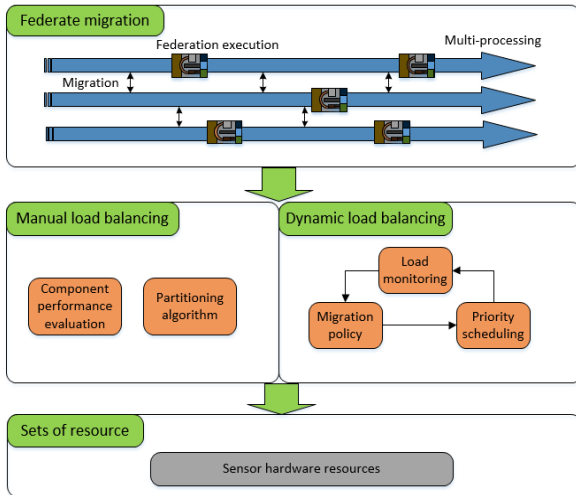 Federate migration
Federation execution
Multi-processing
Migration
Manual load balancing
Dynamic load balancing
Component
performance
evaluation
Partitioning
algorithm
Load
monitoring
Migration
policy
Priority
scheduling
Sets of resource
Sensor hardware resources